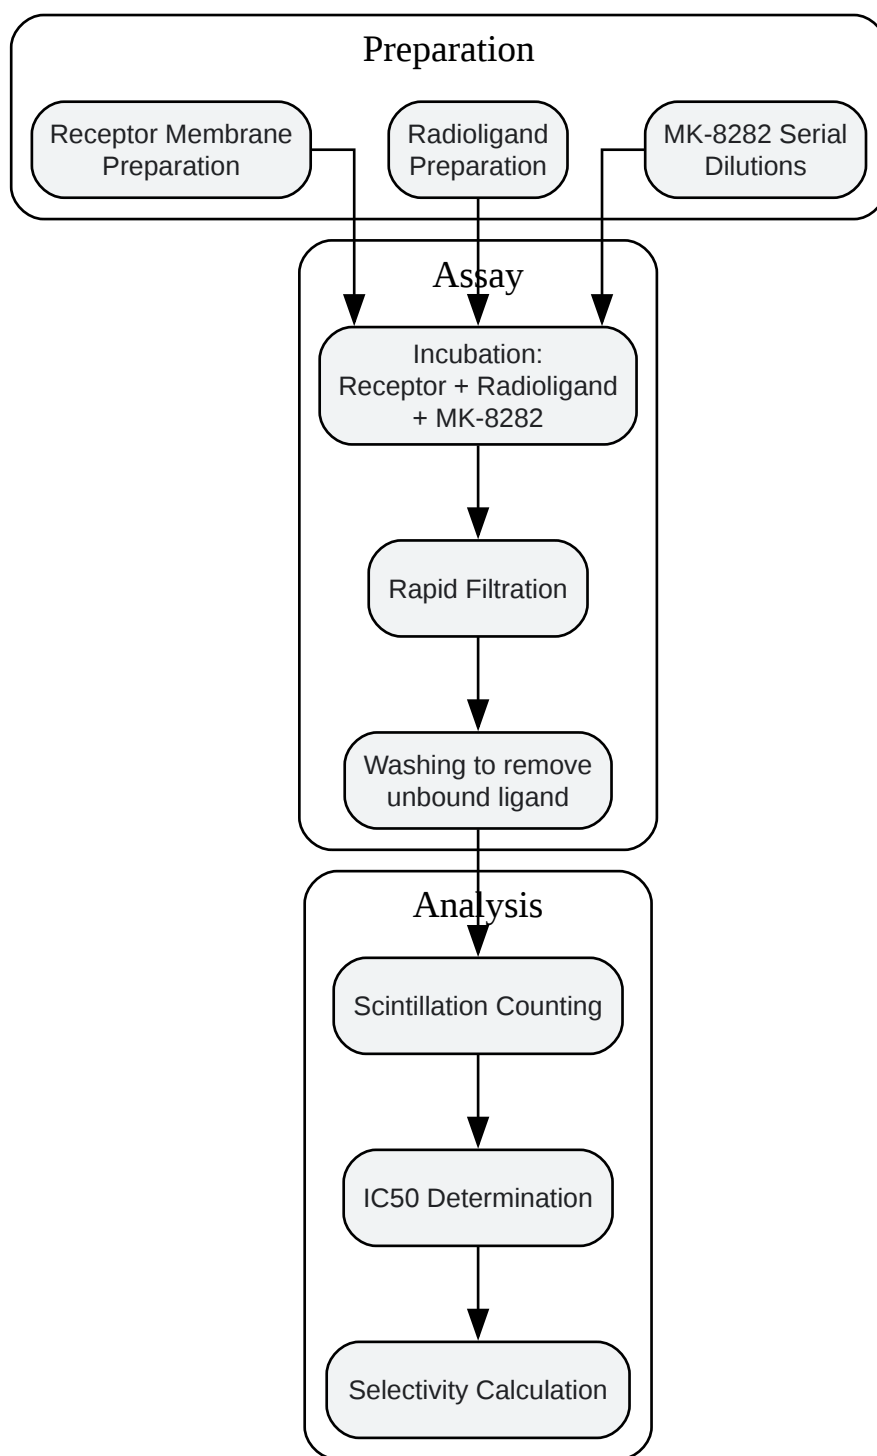 Preparation
Receptor Membrane
Preparation
Radioligand
Preparation
MK-8282 Serial
Dilutions
Assay
Incubation:
Receptor + Radioligand
+ MK-8282
Rapid Filtration
Washing to remove
unbound ligand
Analysis
Scintillation Counting
IC50 Determination
Selectivity Calculation